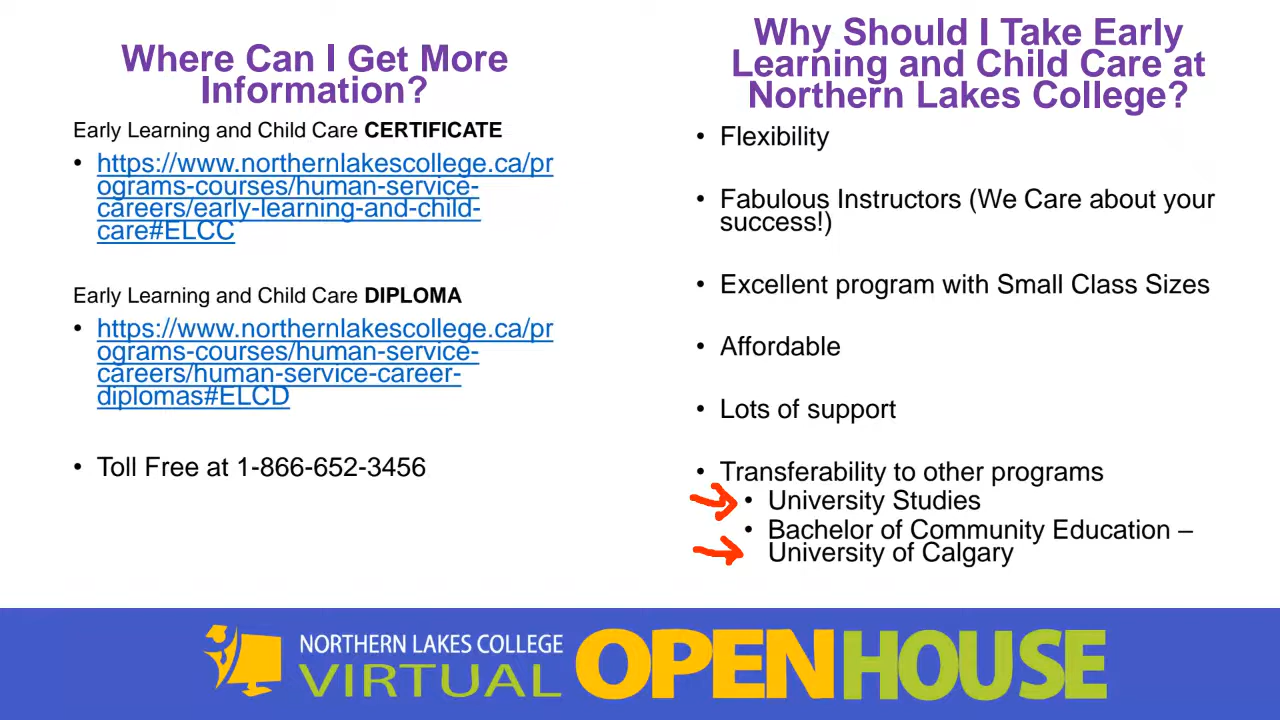 Where Can I Get More
Information?
Early Learning and Child Care CERTIFICATE
• https://www.northernlakescollege.ca/pr
ograms-courses/human-service-
careers/early-learning-and-child-
care#ELCC
Early Learning and Child Care DIPLOMA
• https://www.northernlakescollege.ca/pr
ograms-courses/human-service-
careers/human-service-career-
diplomas#ELCD
• Toll Free at 1-866-652-3456
Why Should I Take Early
Learning and Child Care at
Northern Lakes College?
• Flexibility
• Fabulous Instructors (We Care about your
success!)
• Excellent program with Small Class Sizes
• Affordable
• Lots of support
• Transferability to other programs
• University Studies
• Bachelor of Community Education –
University of Calgary
NORTHERN LAKES COLLEGE
VIRTUAL OPEN HOUSE